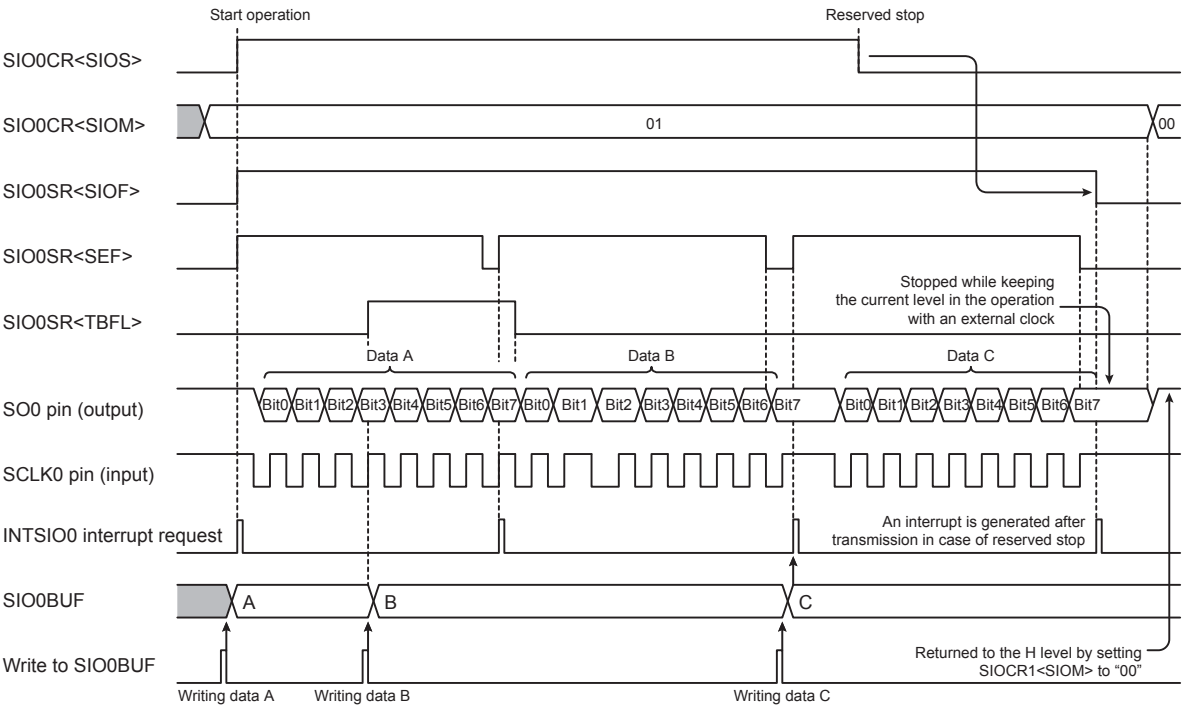 Start operation
Reserved stop
SIO0CR<SIOS>
SIO0CR<SIOM>
01
00
SIO0SR<SIOF>
SIO0SR<SEF>
Stopped while keeping
the current level in the operation
with an external clock
SIO0SR<TBFL>
Data A
Data B
Data C
SO0 pin (output)
Bit0 Bit1 Bit2 Bit3 Bit4 Bit5 Bit6 Bit7 Bit0 Bit1 Bit2 Bit3 Bit4 Bit5 Bit6 Bit7 Bit0 Bit1 Bit2 Bit3 Bit4 Bit5 Bit6 Bit7
SCLK0 pin (input)
INTSIO0 interrupt request
An interrupt is generated after
transmission in case of reserved stop
SIO0BUF
A
B
C
Write to SIO0BUF
Returned to the H level by setting
SIOCR1<SIOM> to “00”
Writing data A
Writing data B
Writing data C